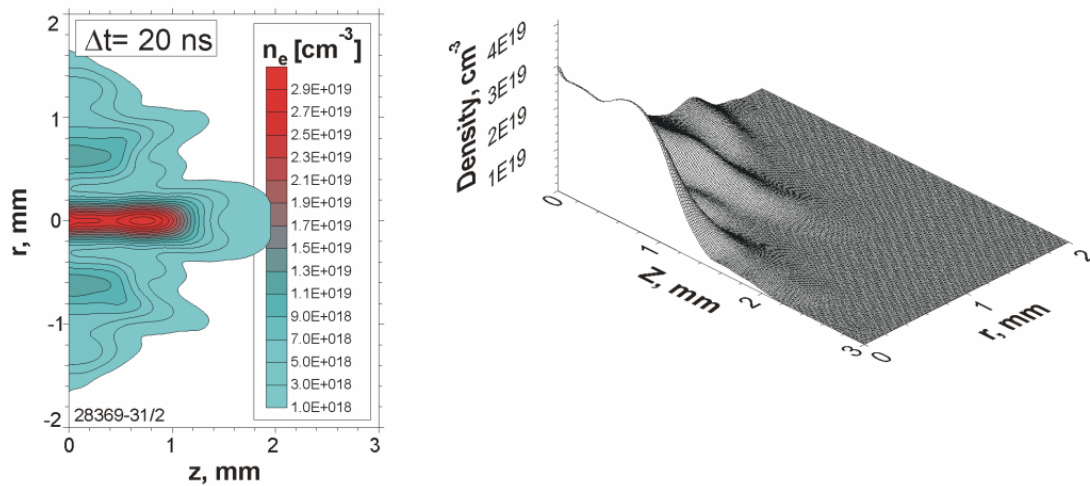 Δt= 20 ns
n_e [cm^-3]
2.9E+019
2.7E+019
2.5E+019
2.3E+019
2.1E+019
1.9E+019
1.7E+019
1.5E+019
1.3E+019
1.1E+019
9.0E+018
7.0E+018
5.0E+018
3.0E+018
1.0E+018
2
1
0
-1
-2
r, mm
28369-31/2
0 1 2 3
z, mm
Density, cm^-3
4E19
3E19
2E19
1E19
0
1
2
3
Z, mm
0
1
2
r, mm